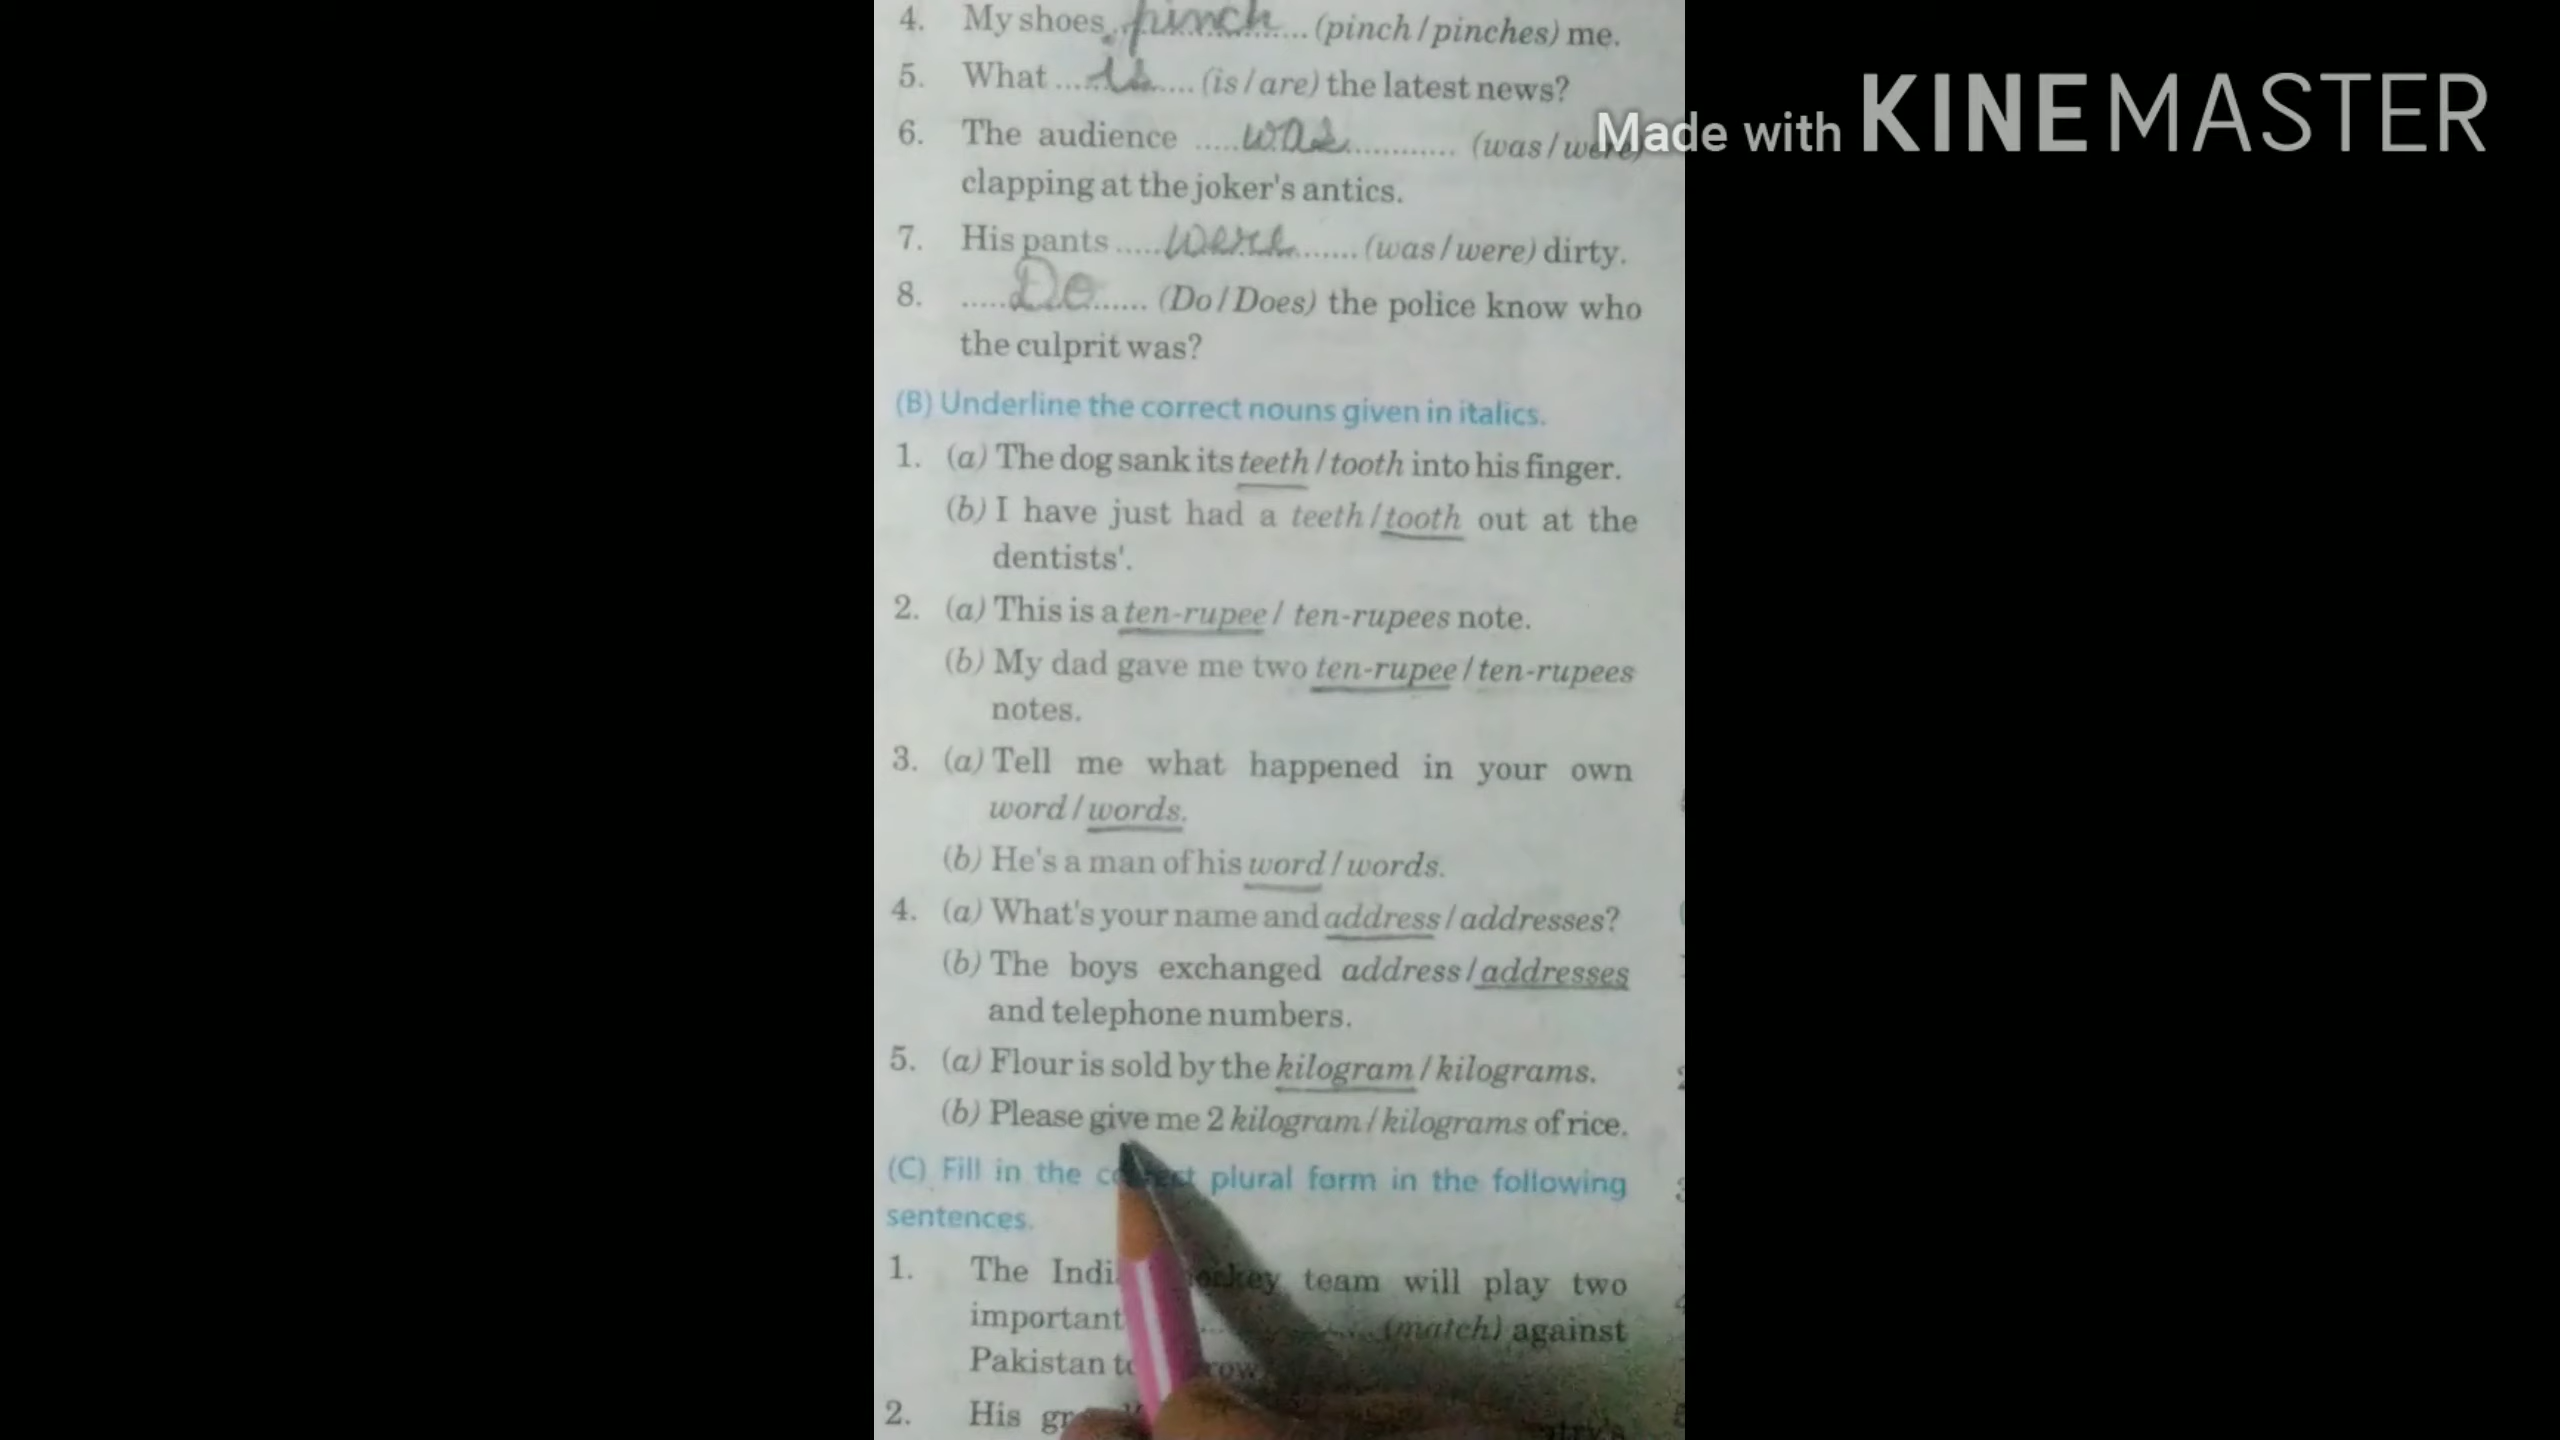 4. My shoes pinch (pinch / pinches) me.
Made with KINEMASTER
5. What .... is .... (is / are) the latest news?
6. The audience ..... was ............ (was / were)
clapping at the joker's antics.
7. His pants ..... were ....... (was / were) dirty.
8. ..... Do ...... (Do / Does) the police know who
the culprit was?
(B) Underline the correct nouns given in italics.
1. (a) The dog sank its teeth / tooth into his finger.
(b) I have just had a teeth / tooth out at the
dentists'.
2. (a) This is a ten-rupee / ten-rupees note.
(b) My dad gave me two ten-rupee / ten-rupees
notes.
3. (a) Tell me what happened in your own
word / words.
(b) He's a man of his word / words.
4. (a) What's your name and address / addresses?
(b) The boys exchanged address / addresses
and telephone numbers.
5. (a) Flour is sold by the kilogram / kilograms.
(b) Please give me 2 kilogram / kilograms of rice.
(C) Fill in the plural form in the following
sentences.
1. The team will play two
important (match) against
Pakistan
2. His